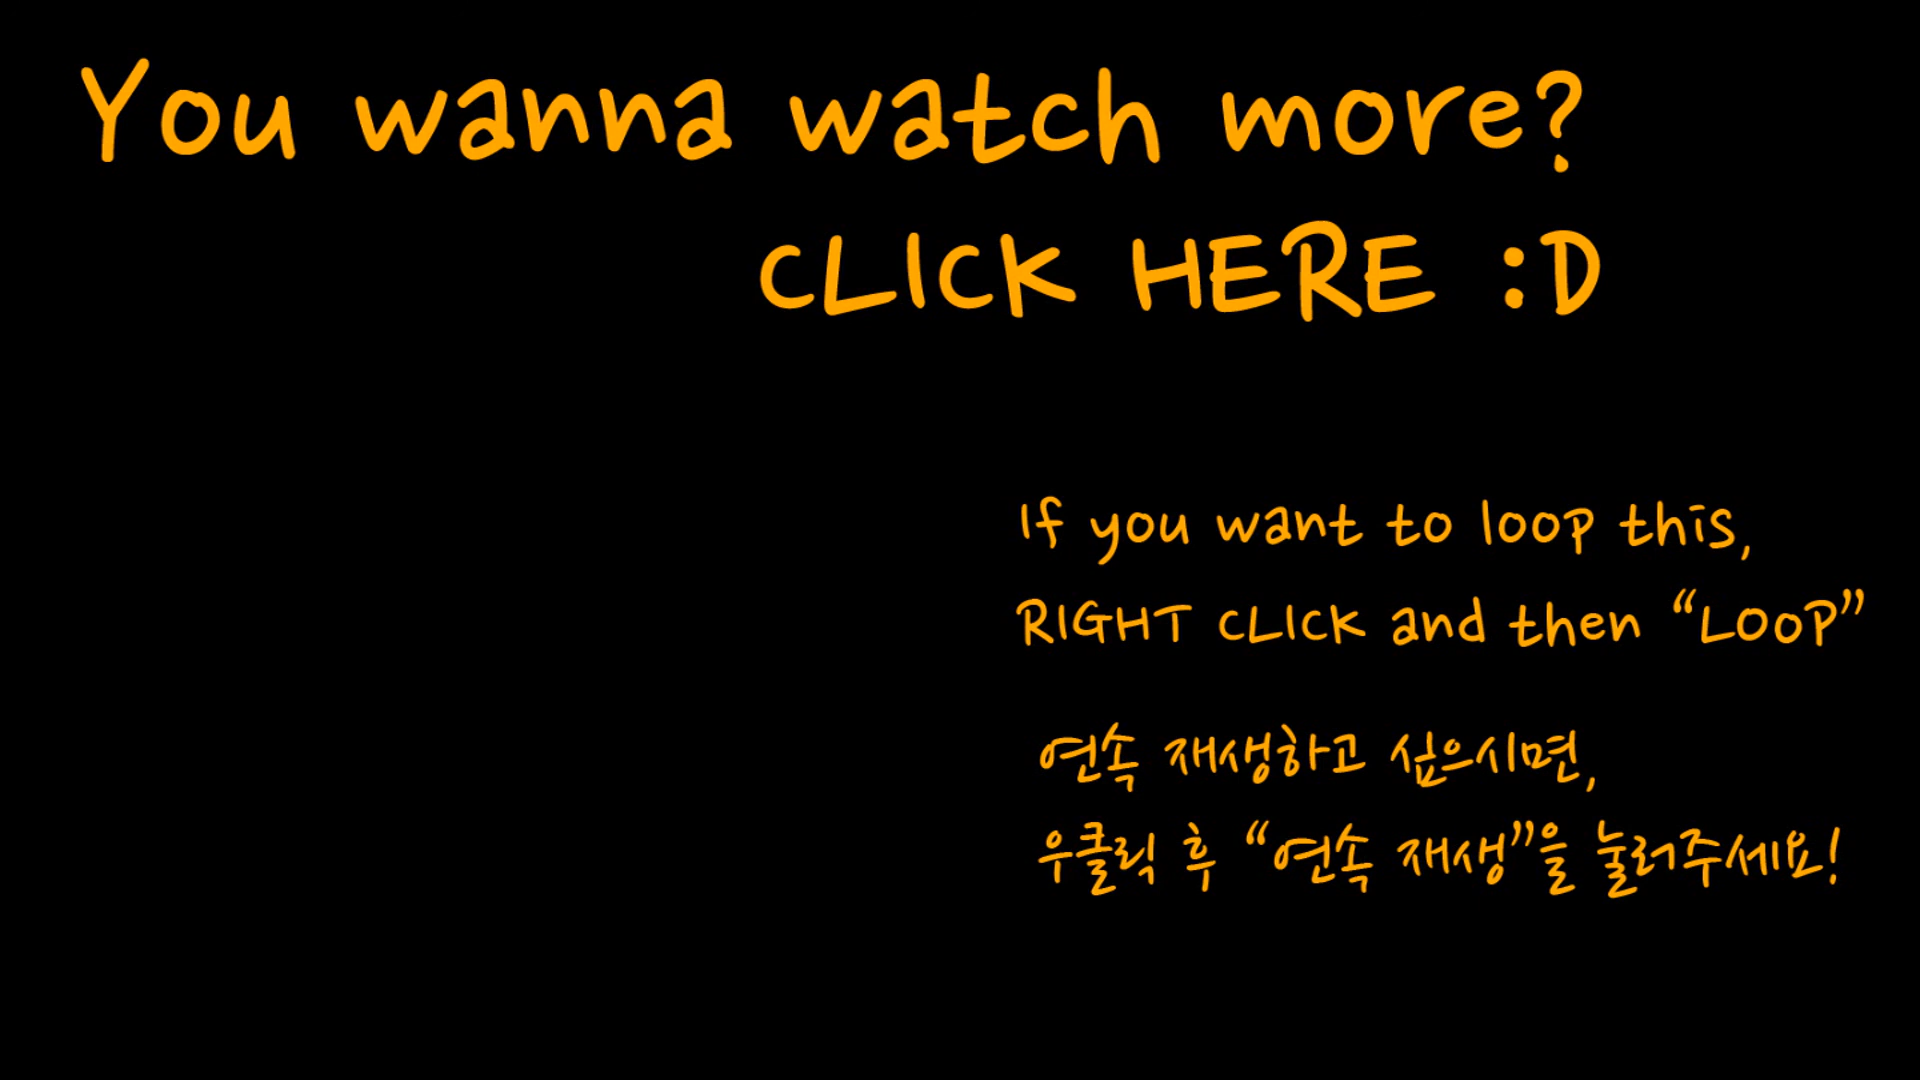 You wanna watch more?
CLICK HERE :D
If you want to loop this,
RIGHT CLICK and then “LOOP”
연속 재생하고 싶으시면,
우클릭 후 “연속 재생”을 눌러주세요!